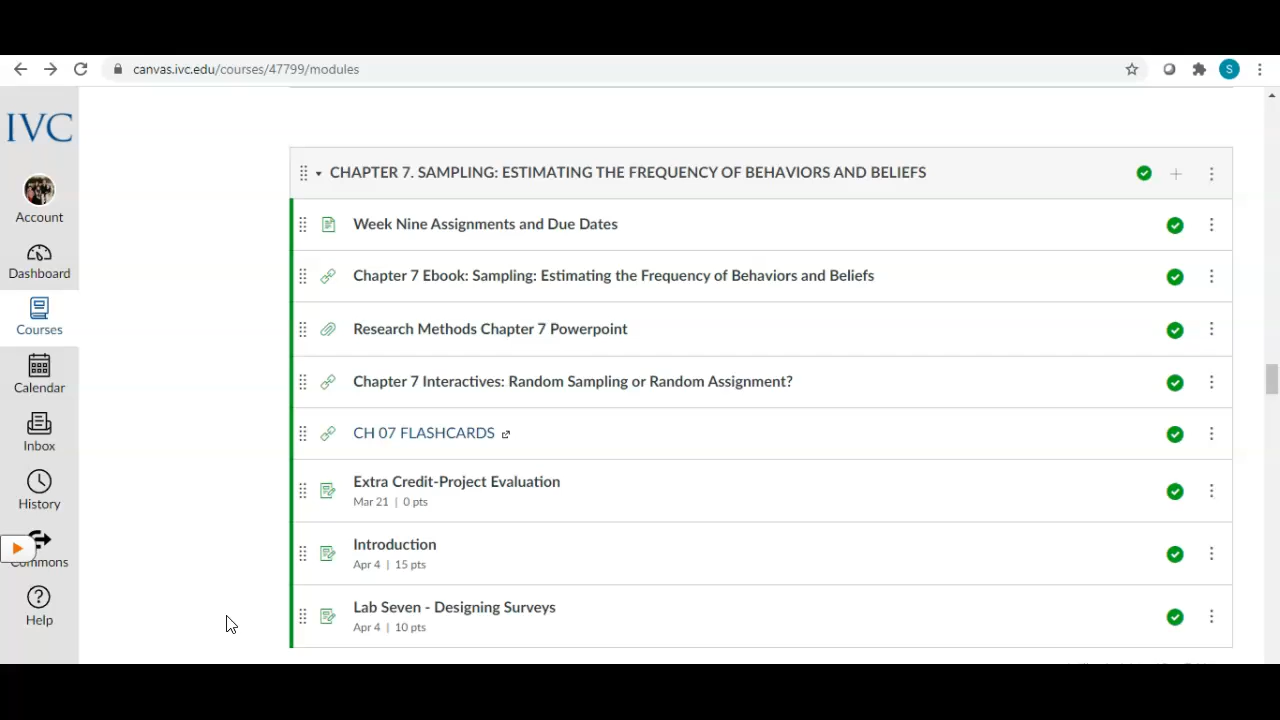 canvas.ivc.edu/courses/47799/modules
S
IVC
Account
Dashboard
Courses
Calendar
Inbox
History
Commons
Help
CHAPTER 7. SAMPLING: ESTIMATING THE FREQUENCY OF BEHAVIORS AND BELIEFS
Week Nine Assignments and Due Dates
Chapter 7 Ebook: Sampling: Estimating the Frequency of Behaviors and Beliefs
Research Methods Chapter 7 Powerpoint
Chapter 7 Interactives: Random Sampling or Random Assignment?
CH 07 FLASHCARDS
Extra Credit-Project Evaluation
Mar 21 | 0 pts
Introduction
Apr 4 | 15 pts
Lab Seven - Designing Surveys
Apr 4 | 10 pts